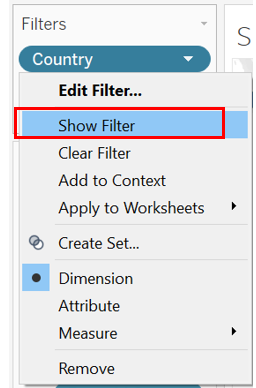 Filters
S
Country
Edit Filter...
Show Filter
Clear Filter
Add to Context
Apply to Worksheets
Create Set...
Dimension
Attribute
Measure
Remove